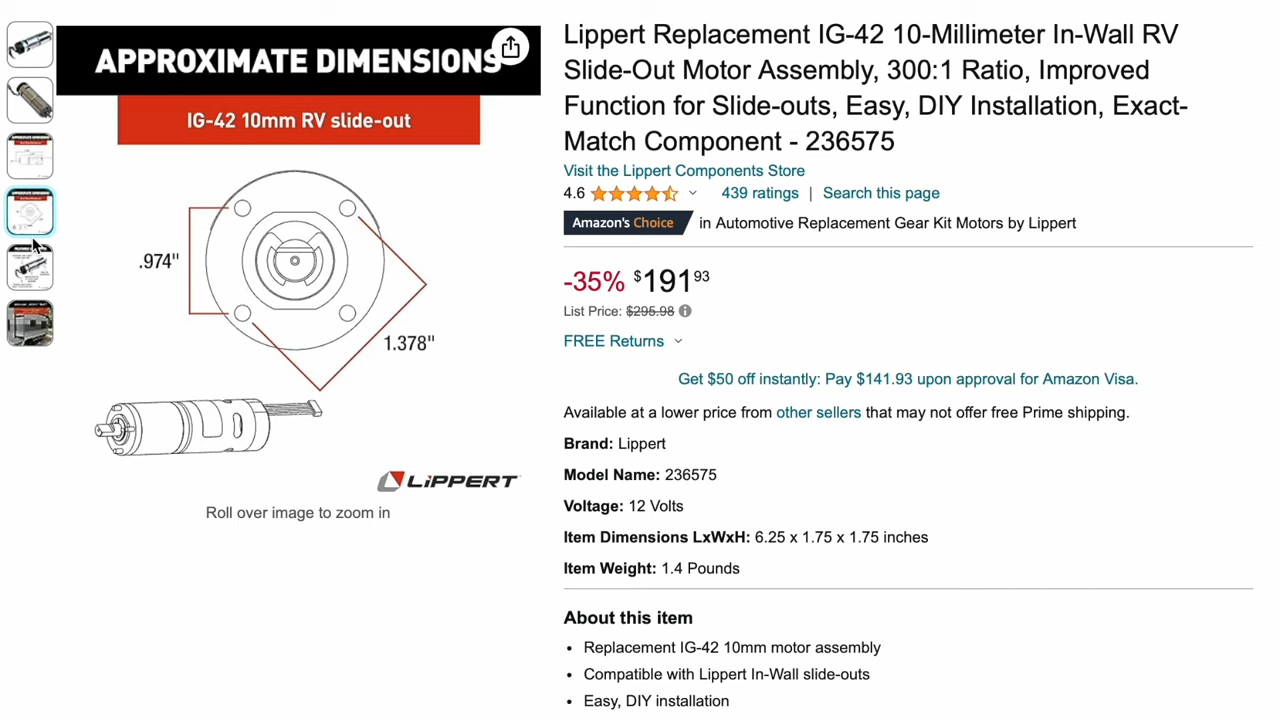 APPROXIMATE DIMENSIONS
IG-42 10mm RV slide-out
.974"
1.378"
LIPPERT
Roll over image to zoom in
Lippert Replacement IG-42 10-Millimeter In-Wall RV
Slide-Out Motor Assembly, 300:1 Ratio, Improved
Function for Slide-outs, Easy, DIY Installation, Exact-
Match Component - 236575
Visit the Lippert Components Store
4.6 439 ratings | Search this page
Amazon's Choice in Automotive Replacement Gear Kit Motors by Lippert
-35% $191 93
List Price: $295.98
FREE Returns
Get $50 off instantly: Pay $141.93 upon approval for Amazon Visa.
Available at a lower price from other sellers that may not offer free Prime shipping.
Brand: Lippert
Model Name: 236575
Voltage: 12 Volts
Item Dimensions LxWxH: 6.25 x 1.75 x 1.75 inches
Item Weight: 1.4 Pounds
About this item
• Replacement IG-42 10mm motor assembly
• Compatible with Lippert In-Wall slide-outs
• Easy, DIY installation